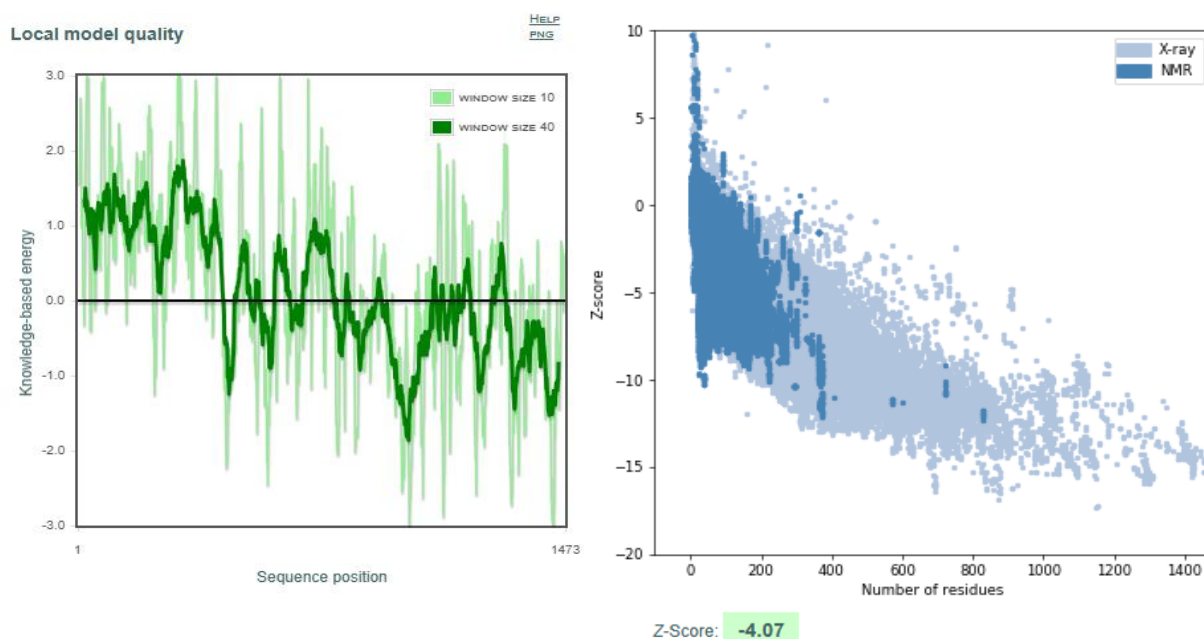 Local model quality
HELP
PNG
3.0
2.0
1.0
0.0
-1.0
-2.0
-3.0
Knowledge-based energy
WINDOW SIZE 10
WINDOW SIZE 40
1
1473
Sequence position
10
5
0
−5
−10
−15
−20
Z-score
X-ray
NMR
0
200
400
600
800
1000
1200
1400
Number of residues
Z-Score: -4.07